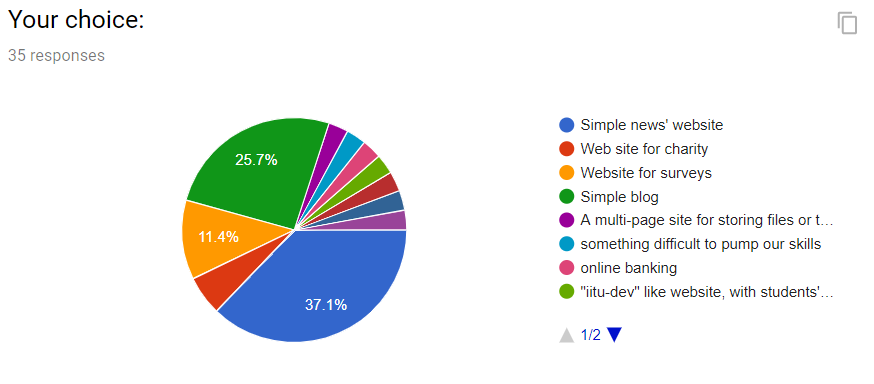 Your choice:
35 responses
25.7%
11.4%
37.1%
Simple news' website
Web site for charity
Website for surveys
Simple blog
A multi-page site for storing files or t…
something difficult to pump our skills
online banking
"iitu-dev" like website, with students'…
1/2